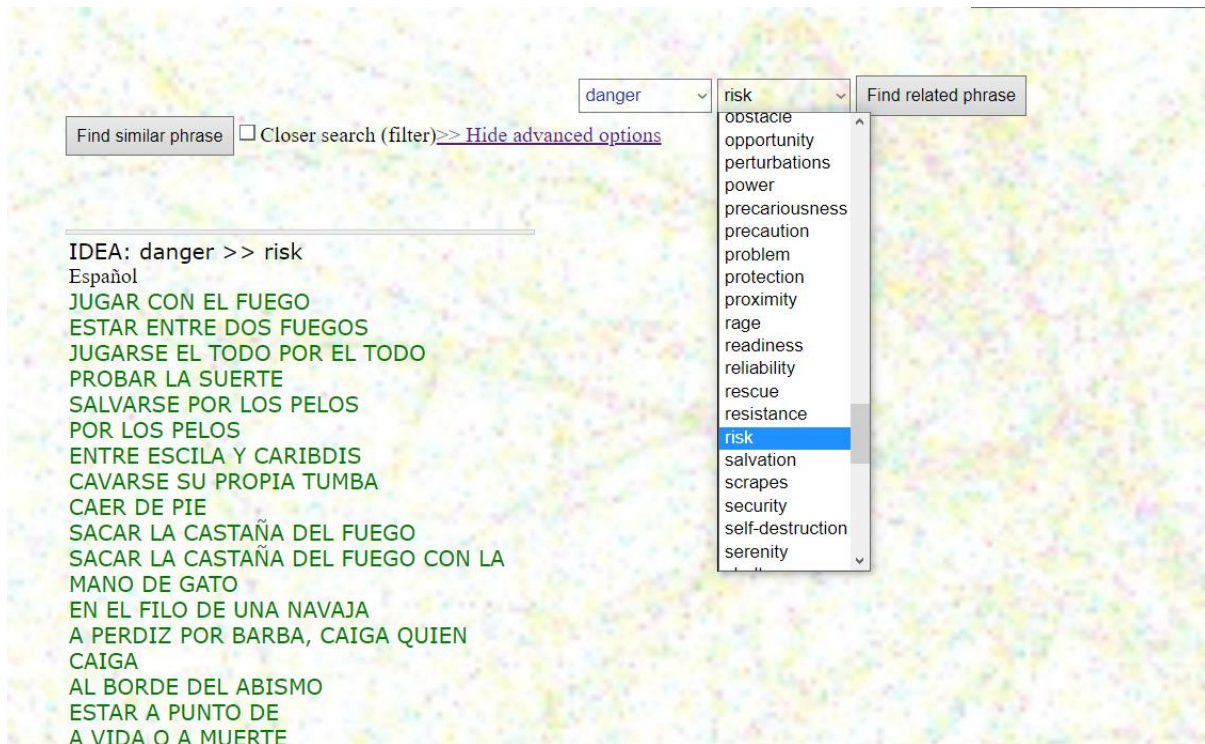 danger risk Find related phrase
Find similar phrase Closer search (filter)>> Hide advanced options
obstacle
opportunity
perturbations
power
precariousness
precaution
problem
protection
proximity
rage
readiness
reliability
rescue
resistance
risk
salvation
scrapes
security
self-destruction
serenity
IDEA: danger >> risk
Español
JUGAR CON EL FUEGO
ESTAR ENTRE DOS FUEGOS
JUGARSE EL TODO POR EL TODO
PROBAR LA SUERTE
SALVARSE POR LOS PELOS
POR LOS PELOS
ENTRE ESCILA Y CARIBDIS
CAVARSE SU PROPIA TUMBA
CAER DE PIE
SACAR LA CASTAÑA DEL FUEGO
SACAR LA CASTAÑA DEL FUEGO CON LA
MANO DE GATO
EN EL FILO DE UNA NAVAJA
A PERDIZ POR BARBA, CAIGA QUIEN
CAIGA
AL BORDE DEL ABISMO
ESTAR A PUNTO DE
A VIDA O A MUERTE